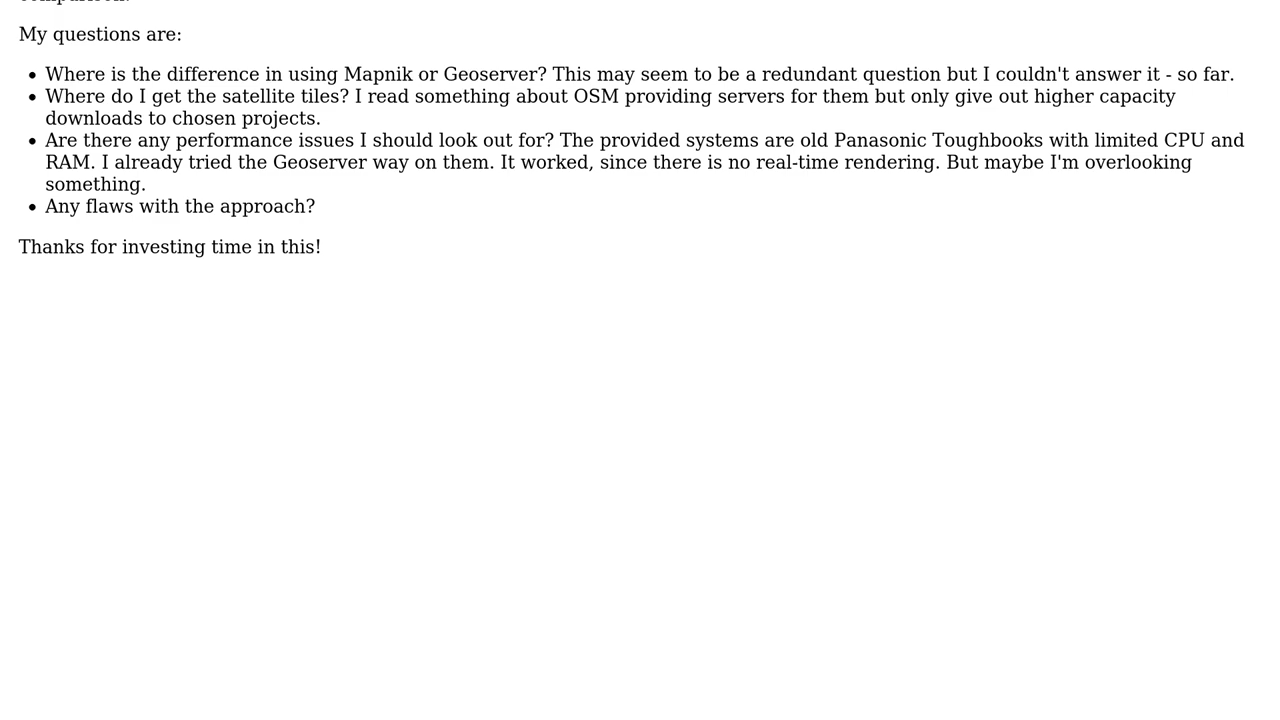 My questions are:
Where is the difference in using Mapnik or Geoserver? This may seem to be a redundant question but I couldn't answer it - so far.
Where do I get the satellite tiles? I read something about OSM providing servers for them but only give out higher capacity
downloads to chosen projects.
Are there any performance issues I should look out for? The provided systems are old Panasonic Toughbooks with limited CPU and
RAM. I already tried the Geoserver way on them. It worked, since there is no real-time rendering. But maybe I'm overlooking
something.
Any flaws with the approach?
Thanks for investing time in this!